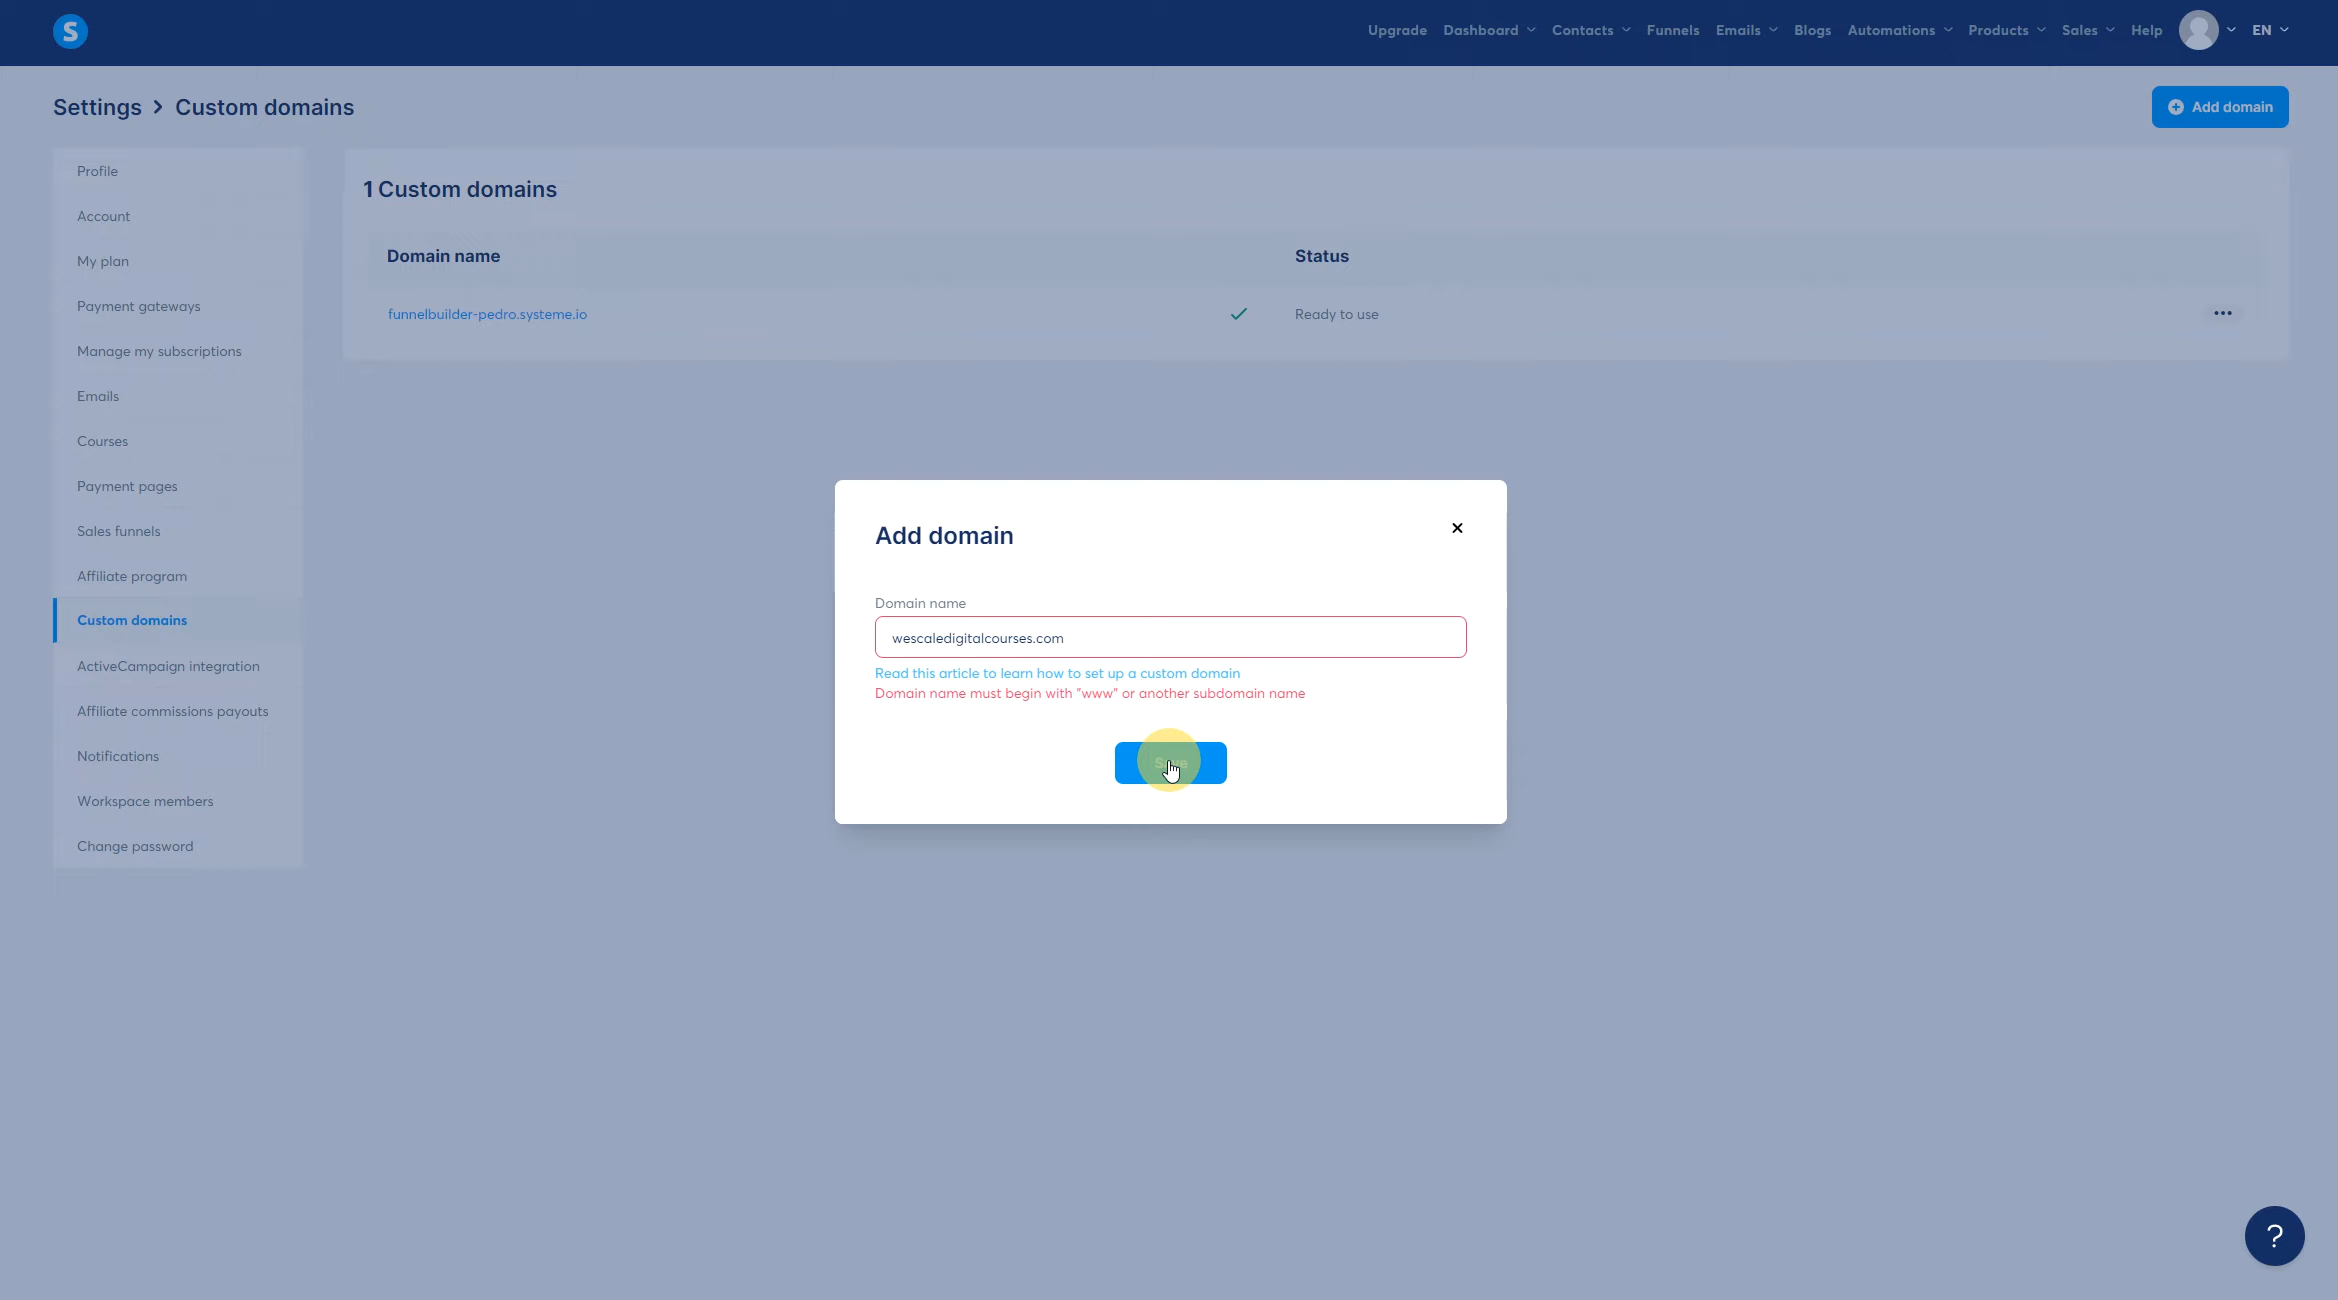 S
Upgrade Dashboard Contacts Funnels Emails Blogs Automations Products Sales Help EN
Settings > Custom domains
Add domain
Profile
Account
My plan
Payment gateways
Manage my subscriptions
Emails
Courses
Payment pages
Sales funnels
Affiliate program
Custom domains
ActiveCampaign integration
Affiliate commissions payouts
Notifications
Workspace members
Change password
1 Custom domains
Domain name Status
funnelbuilder-pedro.systeme.io Ready to use
Add domain
Domain name
wescaledigitalcourses.com
Read this article to learn how to set up a custom domain
Domain name must begin with "www" or another subdomain name
Save
?